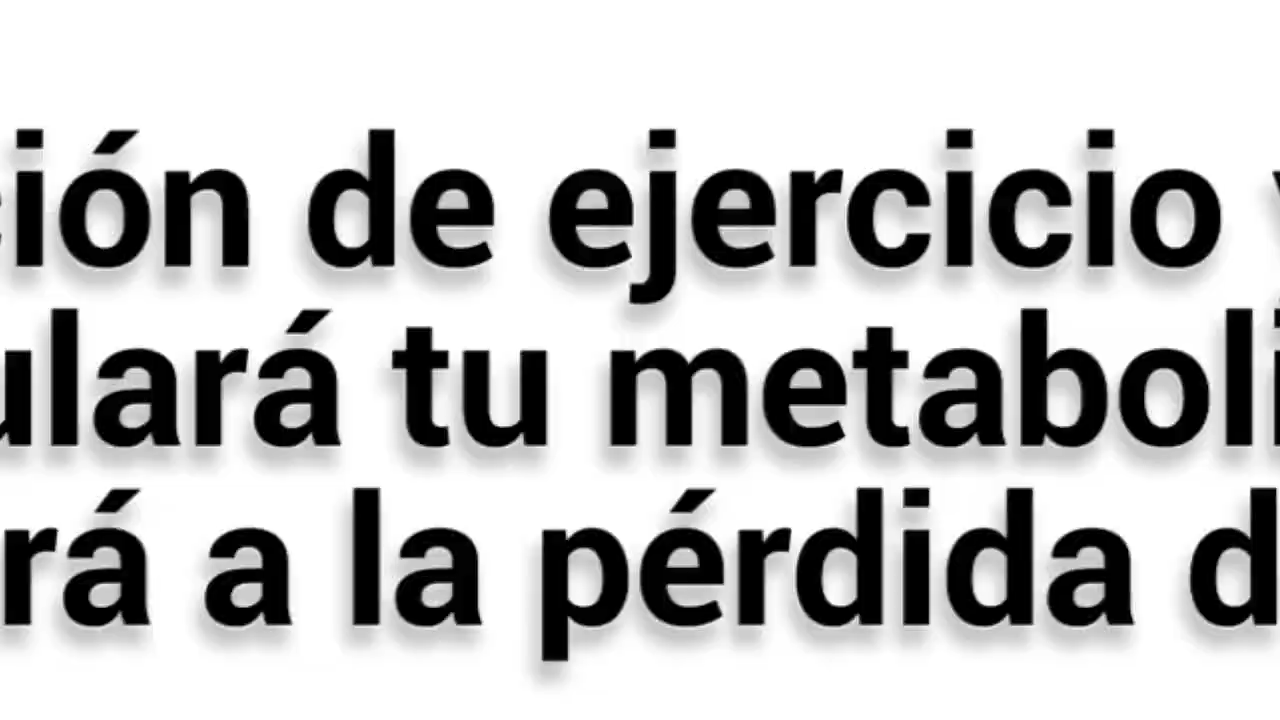 ción de ejercicio y
ulará tu metaboli
rá a la pérdida d